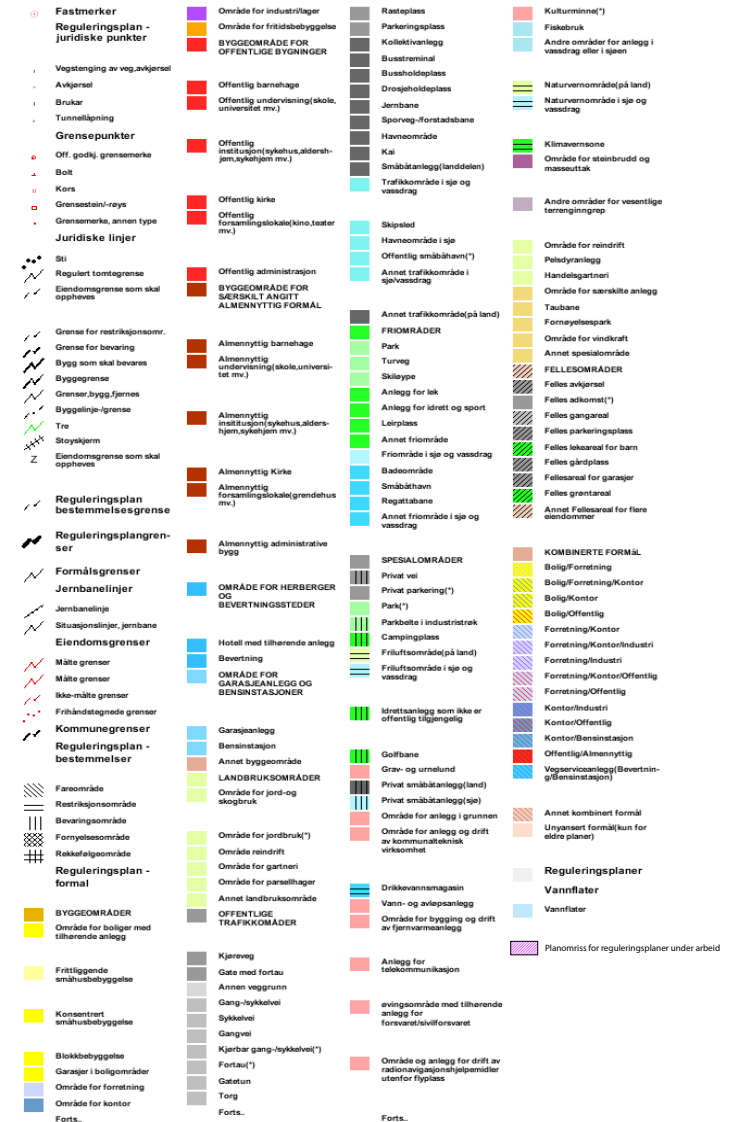 Fastmerker
Reguleringsplan -
juridiske punkter
Vegstenging av veg,avkjørsel
Avkjørsel
Brukar
Tunnellåpning
Grensepunkter
Off. godkj. grensemerke
Bolt
Kors
Grensestein/-røys
Grensemerke, annen type
Juridiske linjer
Sti
Regulert tomtegrense
Eiendomsgrense som skal
oppheves
Grense for restriksjonsomr.
Grense for bevaring
Bygg som skal bevares
Byggegrense
Grenser,bygg,fjernes
Byggelinje-/grense
Tre
Stoyskjerm
Z
Eiendomsgrense som skal
oppheves
Reguleringsplan
bestemmelsesgrense
Reguleringsplangren-
ser
Formålsgrenser
Jernbanelinjer
Jernbanelinje
Situasjonslinjer, jernbane
Eiendomsgrenser
Målte grenser
Målte grenser
Ikke-målte grenser
Frihåndstegnede grenser
Kommunegrenser
Reguleringsplan -
bestemmelser
Fareområde
Restriksjonsområde
Bevaringsområde
Fornyelsesområde
Rekkefølgeområde
Reguleringsplan -
formal
BYGGEOMRÅDER
Område for boliger med
tilhørende anlegg
Frittliggende
småhusbebyggelse
Konsentrert
småhusbebyggelse
Blokkbebyggelse
Garasjer i boligområder
Område for forretning
Område for kontor
Forts..
Område for industri/lager
Område for fritidsbebyggelse
BYGGEOMRÅDE FOR
OFFENTLIGE BYGNINGER
Offentlig barnehage
Offentlig undervisning(skole,
universitet mv.)
Offentlig
institusjon(sykehus,aldersh-
jem,sykehjem mv.)
Offentlig kirke
Offentlig
forsamlingslokale(kino,teater
mv.)
Offentlig administrasjon
BYGGEOMRÅDE FOR
SÆRSKILT ANGITT
ALMENNYTTIG FORMÅL
Almennyttig barnehage
Almennyttig
undervisning(skole,universi-
tet mv.)
Almennyttig
insititusjon(sykehus,alders-
hjem,sykehjem mv.)
Almennyttig Kirke
Almennyttig
forsamlingslokale(grendehus
mv.)
Almennyttig administrative
bygg
OMRÅDE FOR HERBERGER
OG
BEVERTNINGSSTEDER
Hotell med tilhørende anlegg
Bevertning
OMRÅDE FOR
GARASJEANLEGG OG
BENSINSTASJONER
Garasjeanlegg
Bensinstasjon
Annet byggeområde
LANDBRUKSOMRÅDER
Område for jord-og
skogbruk
Område for jordbruk(*)
Område reindrift
Område for gartneri
Område for parsellhager
Annet landbruksområde
OFFENTLIGE
TRAFIKKOMÅDER
Kjøreveg
Gate med fortau
Annen veggrunn
Gang-/sykkelvei
Sykkelvei
Gangvei
Kjørbar gang-/sykkelvei(*)
Fortau(*)
Gatetun
Torg
Forts..
Rasteplass
Parkeringsplass
Kollektivanlegg
Busstreminal
Bussholdeplass
Drosjeholdeplass
Jernbane
Sporveg-/forstadsbane
Havneområde
Kai
Småbåtanlegg(landdelen)
Trafikkområde i sjø og
vassdrag
Skipsled
Havneområde i sjø
Offentlig småbåhavn(*)
Annet trafikkområde i
sjø/vassdrag
Annet trafikkområde(på land)
FRIOMRÅDER
Park
Turveg
Skiløype
Anlegg for lek
Anlegg for idrett og sport
Leirplass
Annet friområde
Friområde i sjø og vassdrag
Badeområde
Småbåthavn
Regattabane
Annet friområde i sjø og
vassdrag
SPESIALOMRÅDER
Privat vei
Privat parkering(*)
Park(*)
Parkbelte i industristrøk
Campingplass
Friluftsområde(på land)
Friluftsområde i sjø og
vassdrag
Idrettsanlegg som ikke er
offentlig tilgjengelig
Golfbane
Grav- og urnelund
Privat småbåtanlegg(land)
Privat småbåtanlegg(sjø)
Område for anlegg i grunnen
Område for anlegg og drift
av kommunalteknisk
virksomhet
Drikkevannsmagasin
Vann- og avløpsanlegg
Område for bygging og drift
av fjernvarmeanlegg
Anlegg for
telekommunikasjon
øvingsområde med tilhørende
anlegg for
forsvaret/sivilforsvaret
Område og anlegg for drift av
radionavigasjonshjelpemidler
utenfor flyplass
Forts..
Kulturminne(*)
Fiskebruk
Andre områder for anlegg i
vassdrag eller i sjøen
Naturvernområde(på land)
Naturvernområde i sjø og
vassdrag
Klimavernsone
Område for steinbrudd og
masseuttak
Andre områder for vesentlige
terrenginngrep
Område for reindrift
Pelsdyranlegg
Handelsgartneri
Område for særskilte anlegg
Taubane
Fornøyelsespark
Område for vindkraft
Annet spesialområde
FELLESOMRÅDER
Felles avkjørsel
Felles adkomst(*)
Felles gangareal
Felles parkeringsplass
Felles lekeareal for barn
Felles gårdplass
Fellesareal for garasjer
Felles grøntareal
Annet Fellesareal for flere
eiendommer
KOMBINERTE FORMåL
Bolig/Forretning
Bolig/Forretning/Kontor
Bolig/Kontor
Bolig/Offentlig
Forretning/Kontor
Forretning/Kontor/Industri
Forretning/Industri
Forretning/Kontor/Offentlig
Forretning/Offentlig
Kontor/Industri
Kontor/Offentlig
Kontor/Bensinstasjon
Offentlig/Almennyttig
Vegserviceanlegg(Bevertnin-
g/Bensinstasjon)
Annet kombinert formål
Unyansert formål(kun for
eldre planer)
Reguleringsplaner
Vannflater
Vannflater
Planomriss for reguleringsplaner under arbeid